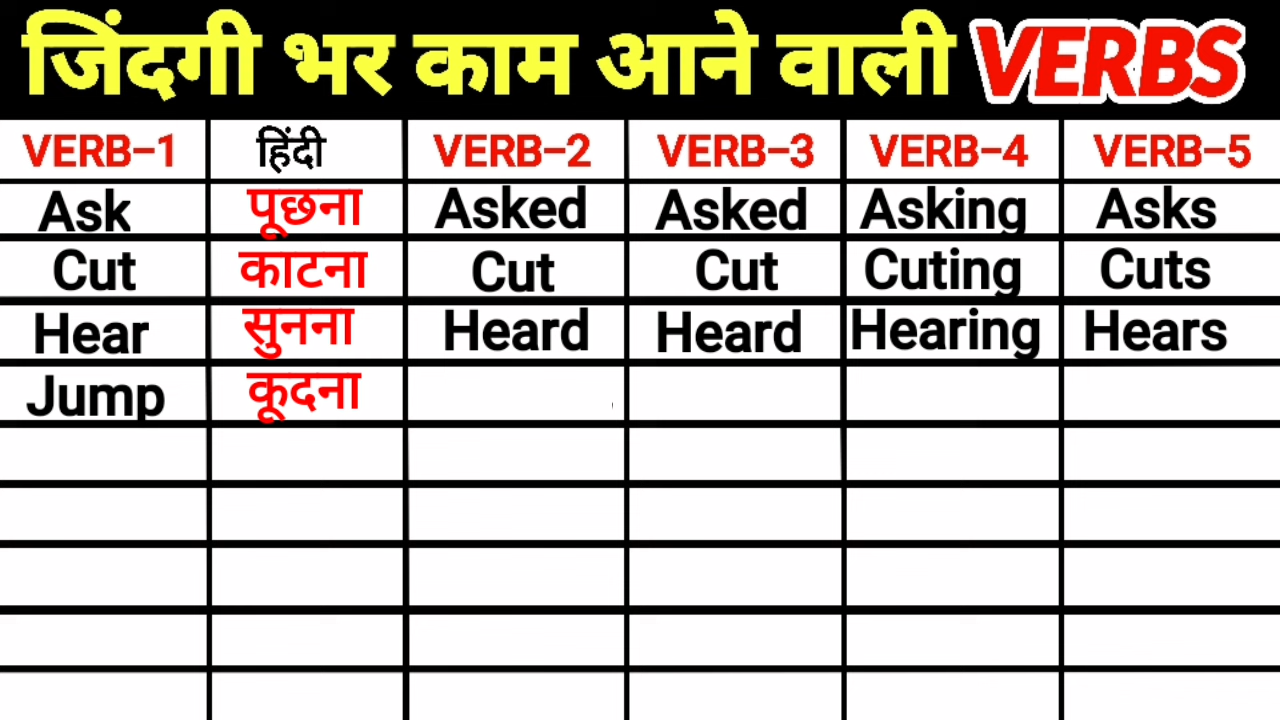 जिंदगी भर काम आने वाली VERBS
VERB-1 हिंदी VERB-2 VERB-3 VERB-4 VERB-5
Ask पूछना Asked Asked Asking Asks
Cut काटना Cut Cut Cuting Cuts
Hear सुनना Heard Heard Hearing Hears
Jump कूदना